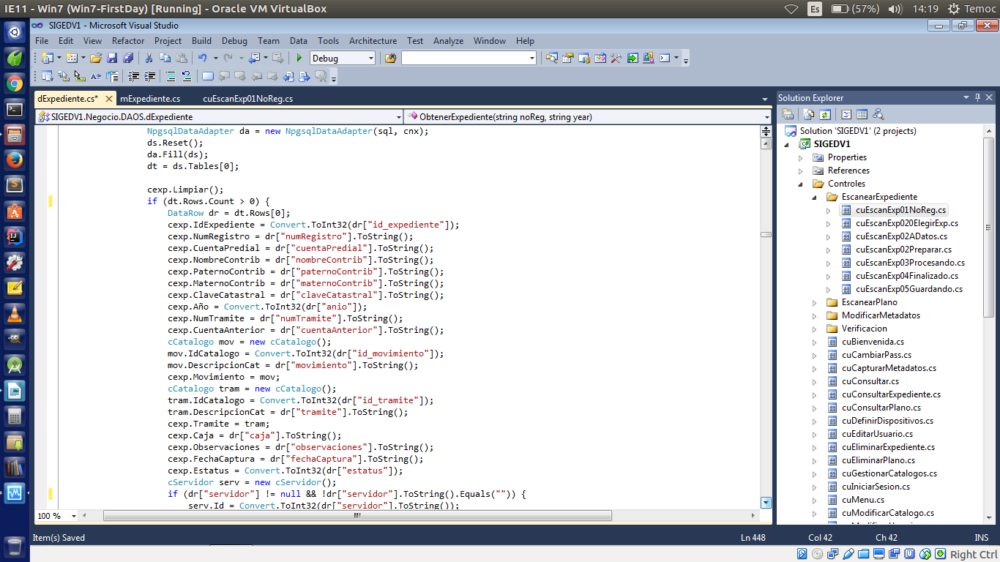 IE11 - Win7 (Win7-FirstDay) [Running] - Oracle VM VirtualBox
Es (57%) 14:19 Temoc
SIGEDV1 - Microsoft Visual Studio
File Edit View Refactor Project Build Debug Team Data Tools Architecture Test Analyze Window Help
Debug
dExpediente.cs* mExpediente.cs cuEscanExp01NoReg.cs
SIGEDV1.Negocio.DAOS.dExpediente ObtenerExpediente(string noReg, string year)
NpgsqlDataAdapter da = new NpgsqlDataAdapter(sql, cnx);
ds.Reset();
da.Fill(ds);
dt = ds.Tables[0];
cexp.Limpiar();
if (dt.Rows.Count > 0) {
DataRow dr = dt.Rows[0];
cexp.IdExpediente = Convert.ToInt32(dr["id_expediente"]);
cexp.NumRegistro = dr["numRegistro"].ToString();
cexp.CuentaPredial = dr["cuentaPredial"].ToString();
cexp.NombreContrib = dr["nombreContrib"].ToString();
cexp.PaternoContrib = dr["paternoContrib"].ToString();
cexp.MaternoContrib = dr["maternoContrib"].ToString();
cexp.ClaveCatastral = dr["claveCatastral"].ToString();
cexp.Año = Convert.ToInt32(dr["anio"]);
cexp.NumTramite = dr["numTramite"].ToString();
cexp.CuentaAnterior = dr["cuentaAnterior"].ToString();
cCatalogo mov = new cCatalogo();
mov.IdCatalogo = Convert.ToInt32(dr["id_movimiento"]);
mov.DescripcionCat = dr["movimiento"].ToString();
cexp.Movimiento = mov;
cCatalogo tram = new cCatalogo();
tram.IdCatalogo = Convert.ToInt32(dr["id_tramite"]);
tram.DescripcionCat = dr["tramite"].ToString();
cexp.Tramite = tram;
cexp.Caja = dr["caja"].ToString();
cexp.Observaciones = dr["observaciones"].ToString();
cexp.FechaCaptura = dr["fechaCaptura"].ToString();
cexp.Estatus = Convert.ToInt32(dr["estatus"]);
cServidor serv = new cServidor();
if (dr["servidor"] != null && !dr["servidor"].ToString().Equals("")) {
serv.Id = Convert.ToInt32(dr["servidor"].ToString());
100 %
Solution Explorer
Solution 'SIGEDV1' (2 projects)
SIGEDV1
Properties
References
Controles
EscanearExpediente
cuEscanExp01NoReg.cs
cuEscanExp020ElegirExp.cs
cuEscanExp02ADatos.cs
cuEscanExp02Preparar.cs
cuEscanExp03Procesando.cs
cuEscanExp04Finalizado.cs
cuEscanExp05Guardando.cs
EscanearPlano
ModificarMetadatos
Verificacion
cuBienvenida.cs
cuCambiarPass.cs
cuCapturarMetadatos.cs
cuConsultar.cs
cuConsultarExpediente.cs
cuConsultarPlano.cs
cuDefinirDispositivos.cs
cuEditarUsuario.cs
cuEliminarExpediente.cs
cuEliminarPlano.cs
cuGestionarCatalogos.cs
cuIniciarSesion.cs
cuMenu.cs
cuModificarCatalogo.cs
Item(s) Saved Ln 448 Col 42 Ch 42 INS
Right Ctrl